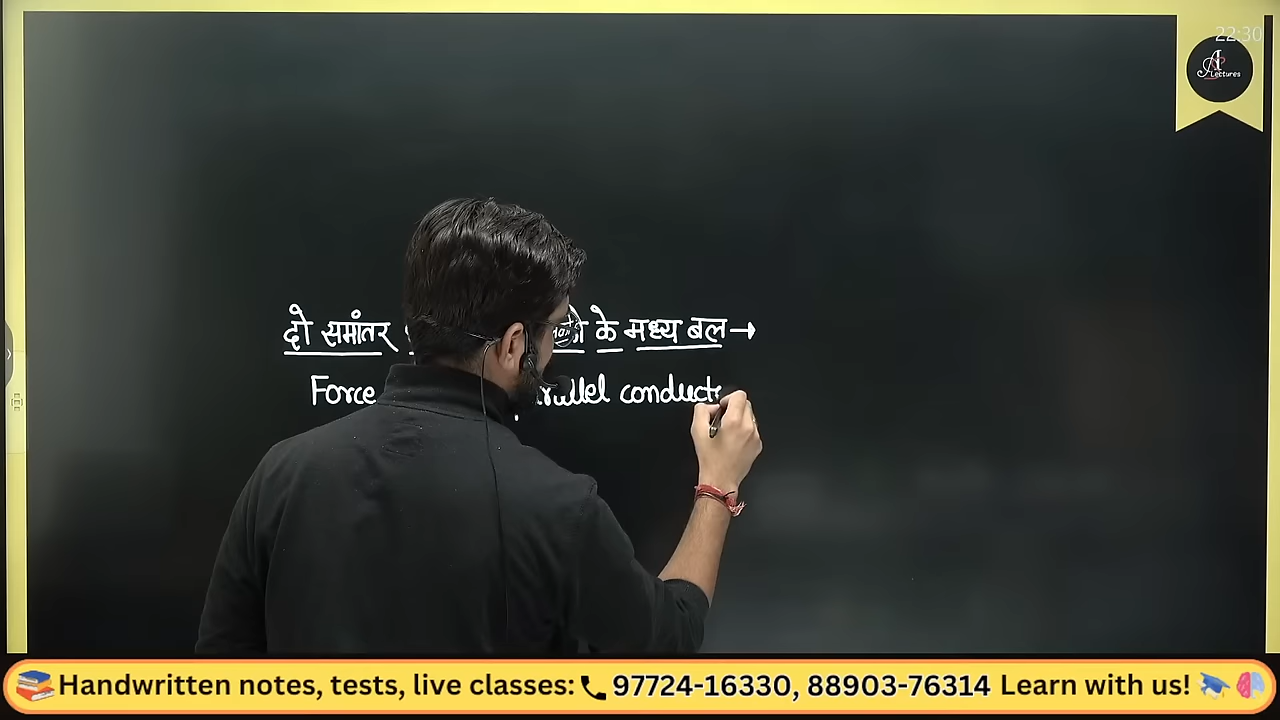 22:30
A Lectures
दो समांतर के मध्य बल→
Force conduct
Handwritten notes, tests, live classes: 97724-16330, 88903-76314 Learn with us!